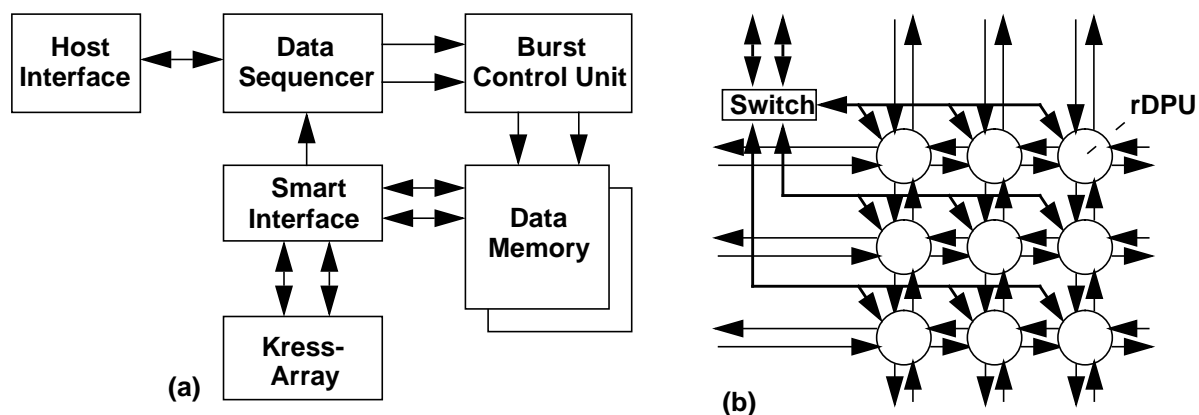 Host
Interface
Data
Sequencer
Burst
Control Unit
Smart
Interface
Data
Memory
Kress-
Array
(a)
Switch
rDPU
(b)